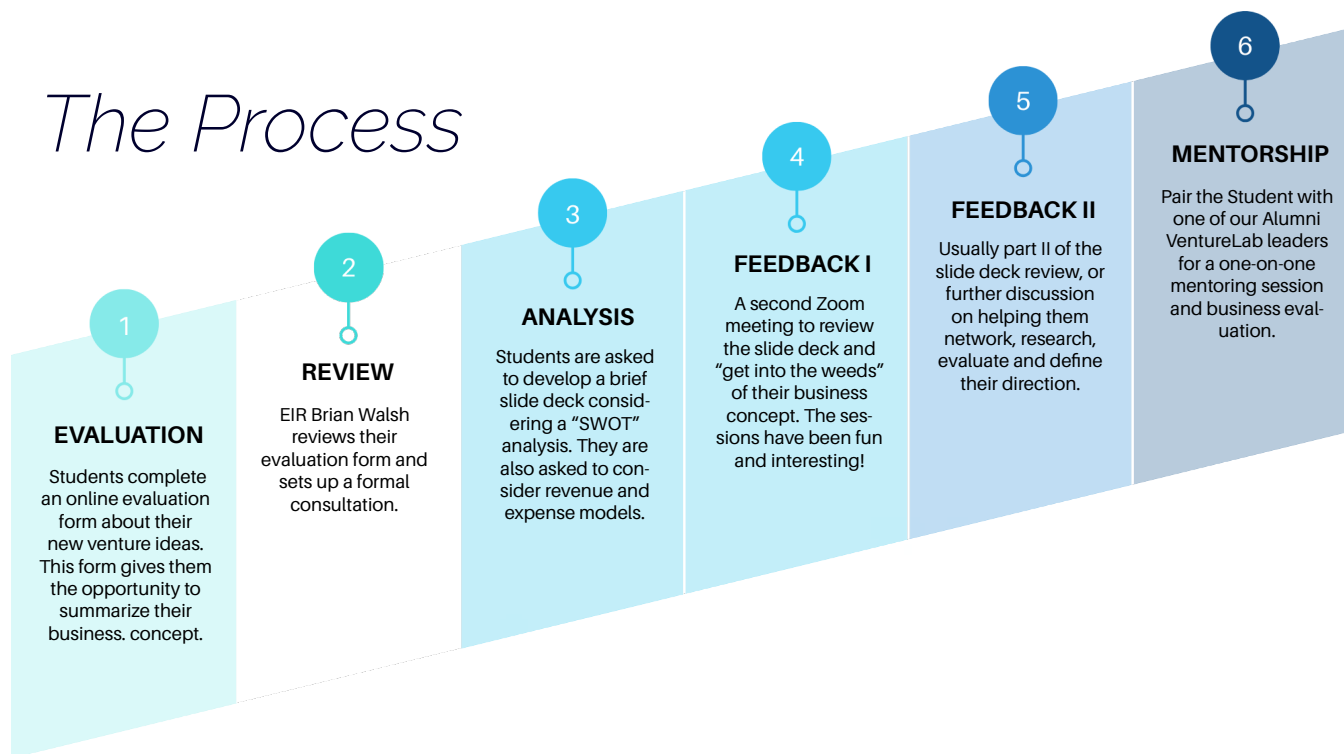 The Process
1
EVALUATION
Students complete
an online evaluation
form about their
new venture ideas.
This form gives them
the opportunity to
summarize their
business. concept.
2
REVIEW
EIR Brian Walsh
reviews their
evaluation form and
sets up a formal
consultation.
3
ANALYSIS
Students are asked
to develop a brief
slide deck consid-
ering a “SWOT”
analysis. They are
also asked to con-
sider revenue and
expense models.
4
FEEDBACK I
A second Zoom
meeting to review
the slide deck and
“get into the weeds”
of their business
concept. The ses-
sions have been fun
and interesting!
5
FEEDBACK II
Usually part II of the
slide deck review, or
further discussion
on helping them
network, research,
evaluate and define
their direction.
6
MENTORSHIP
Pair the Student with
one of our Alumni
VentureLab leaders
for a one-on-one
mentoring session
and business eval-
uation.